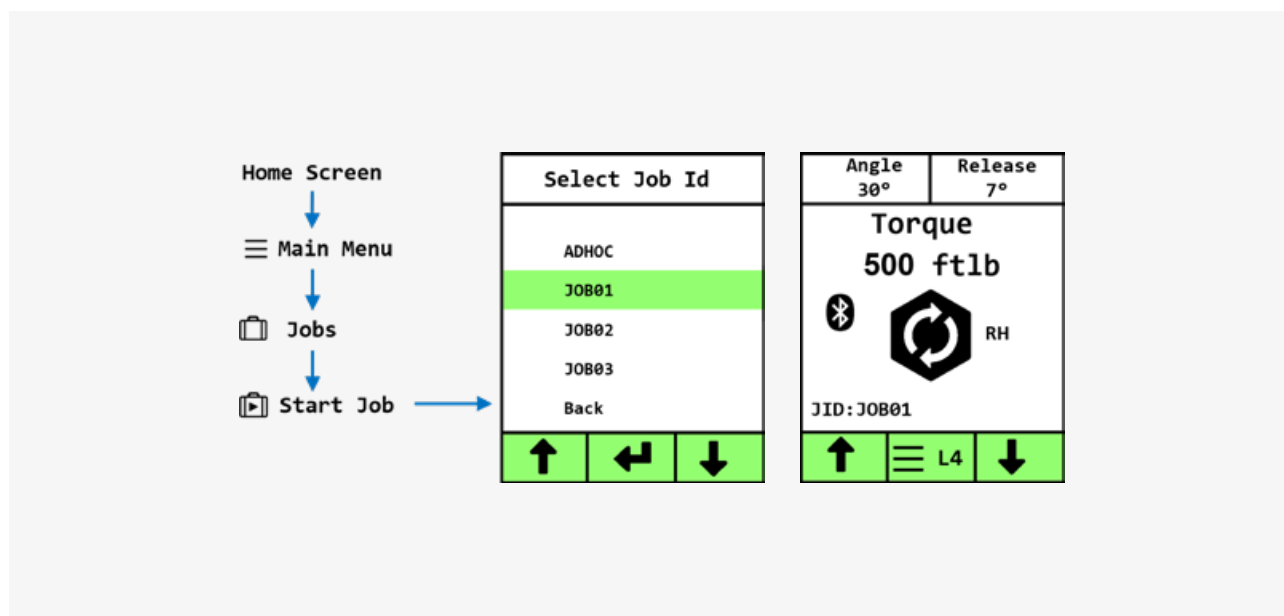 Home Screen
Main Menu
Jobs
Start Job
Select Job Id
ADHOC
JOB01
JOB02
JOB03
Back
Angle
30°
Release
7°
Torque
500 ftlb
RH
JID:JOB01
L4